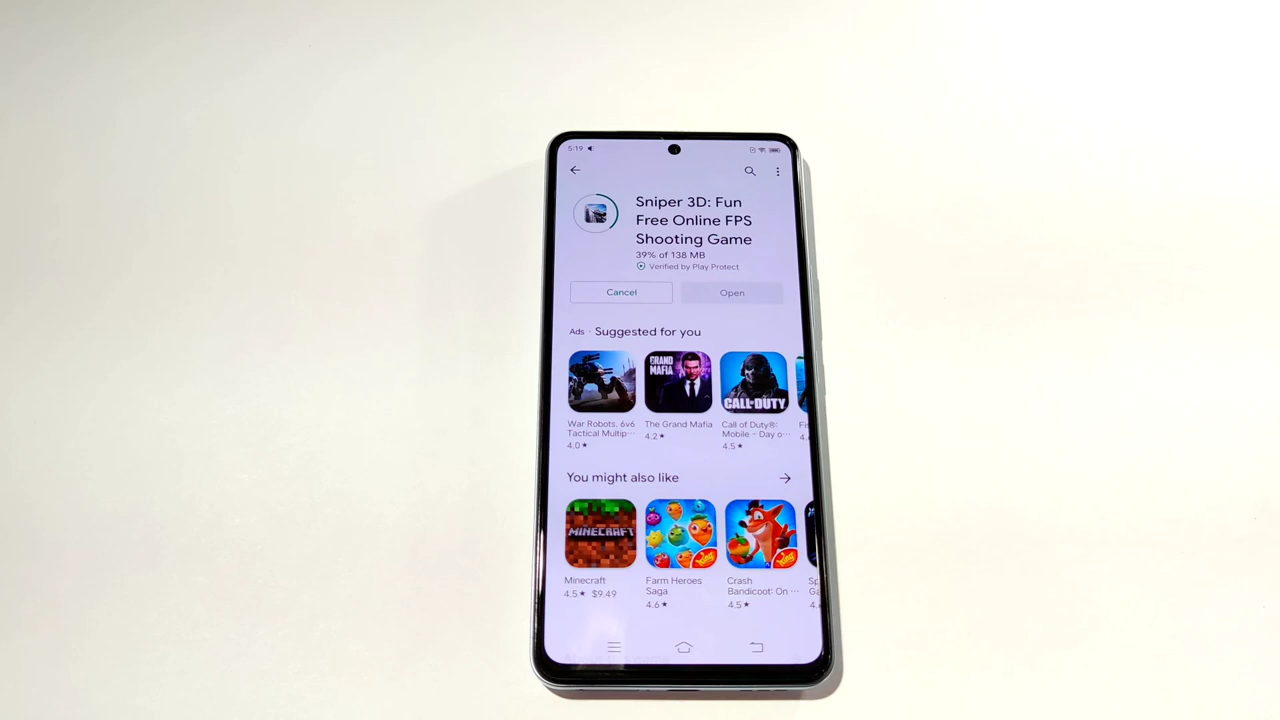 5:19
Sniper 3D: Fun
Free Online FPS
Shooting Game
39% of 138 MB
Verified by Play Protect
Cancel
Open
Ads · Suggested for you
GRAND
MAFIA
CALL OF DUTY
War Robots. 6v6
Tactical Multip...
4.0★
The Grand Mafia
4.2★
Call of Duty®:
Mobile - Day o...
4.5★
You might also like
MINECRAFT
King
King
Minecraft
4.5★ $9.49
Farm Heroes
Saga
4.6★
Crash
Bandicoot: On ...
4.5★